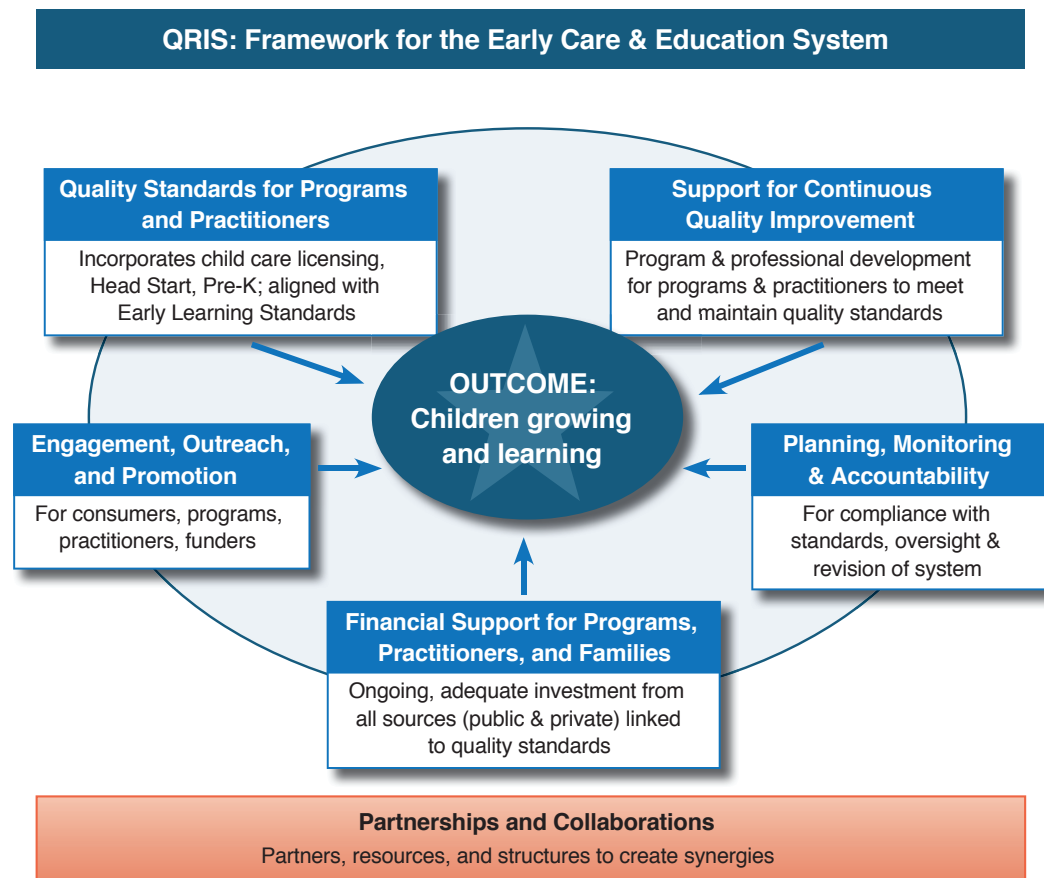 QRIS: Framework for the Early Care & Education System
Quality Standards for Programs
and Practitioners
Incorporates child care licensing,
Head Start, Pre-K; aligned with
Early Learning Standards
Support for Continuous
Quality Improvement
Program & professional development
for programs & practitioners to meet
and maintain quality standards
OUTCOME:
Children growing
and learning
Engagement, Outreach,
and Promotion
For consumers, programs,
practitioners, funders
Planning, Monitoring
& Accountability
For compliance with
standards, oversight &
revision of system
Financial Support for Programs,
Practitioners, and Families
Ongoing, adequate investment from
all sources (public & private) linked
to quality standards
Partnerships and Collaborations
Partners, resources, and structures to create synergies